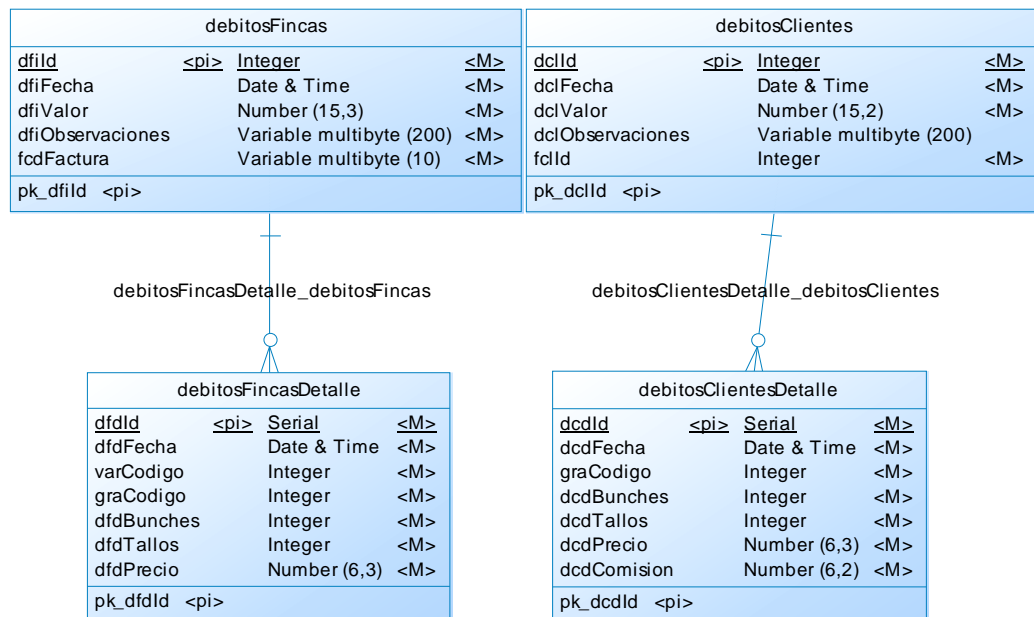 debitosFincas
dfiId <pi> Integer <M>
dfiFecha Date & Time <M>
dfiValor Number (15,3) <M>
dfiObservaciones Variable multibyte (200) <M>
fcdFactura Variable multibyte (10) <M>
pk_dfiId <pi>
debitosClientes
dclId <pi> Integer <M>
dclFecha Date & Time <M>
dclValor Number (15,2) <M>
dclObservaciones Variable multibyte (200)
fclId Integer <M>
pk_dclId <pi>
debitosFincasDetalle_debitosFincas
debitosClientesDetalle_debitosClientes
debitosFincasDetalle
dfdId <pi> Serial <M>
dfdFecha Date & Time <M>
varCodigo Integer <M>
graCodigo Integer <M>
dfdBunches Integer <M>
dfdTallos Integer <M>
dfdPrecio Number (6,3) <M>
pk_dfdId <pi>
debitosClientesDetalle
dcdId <pi> Serial <M>
dcdFecha Date & Time <M>
graCodigo Integer <M>
dcdBunches Integer <M>
dcdTallos Integer <M>
dcdPrecio Number (6,3) <M>
dcdComision Number (6,2) <M>
pk_dcdId <pi>